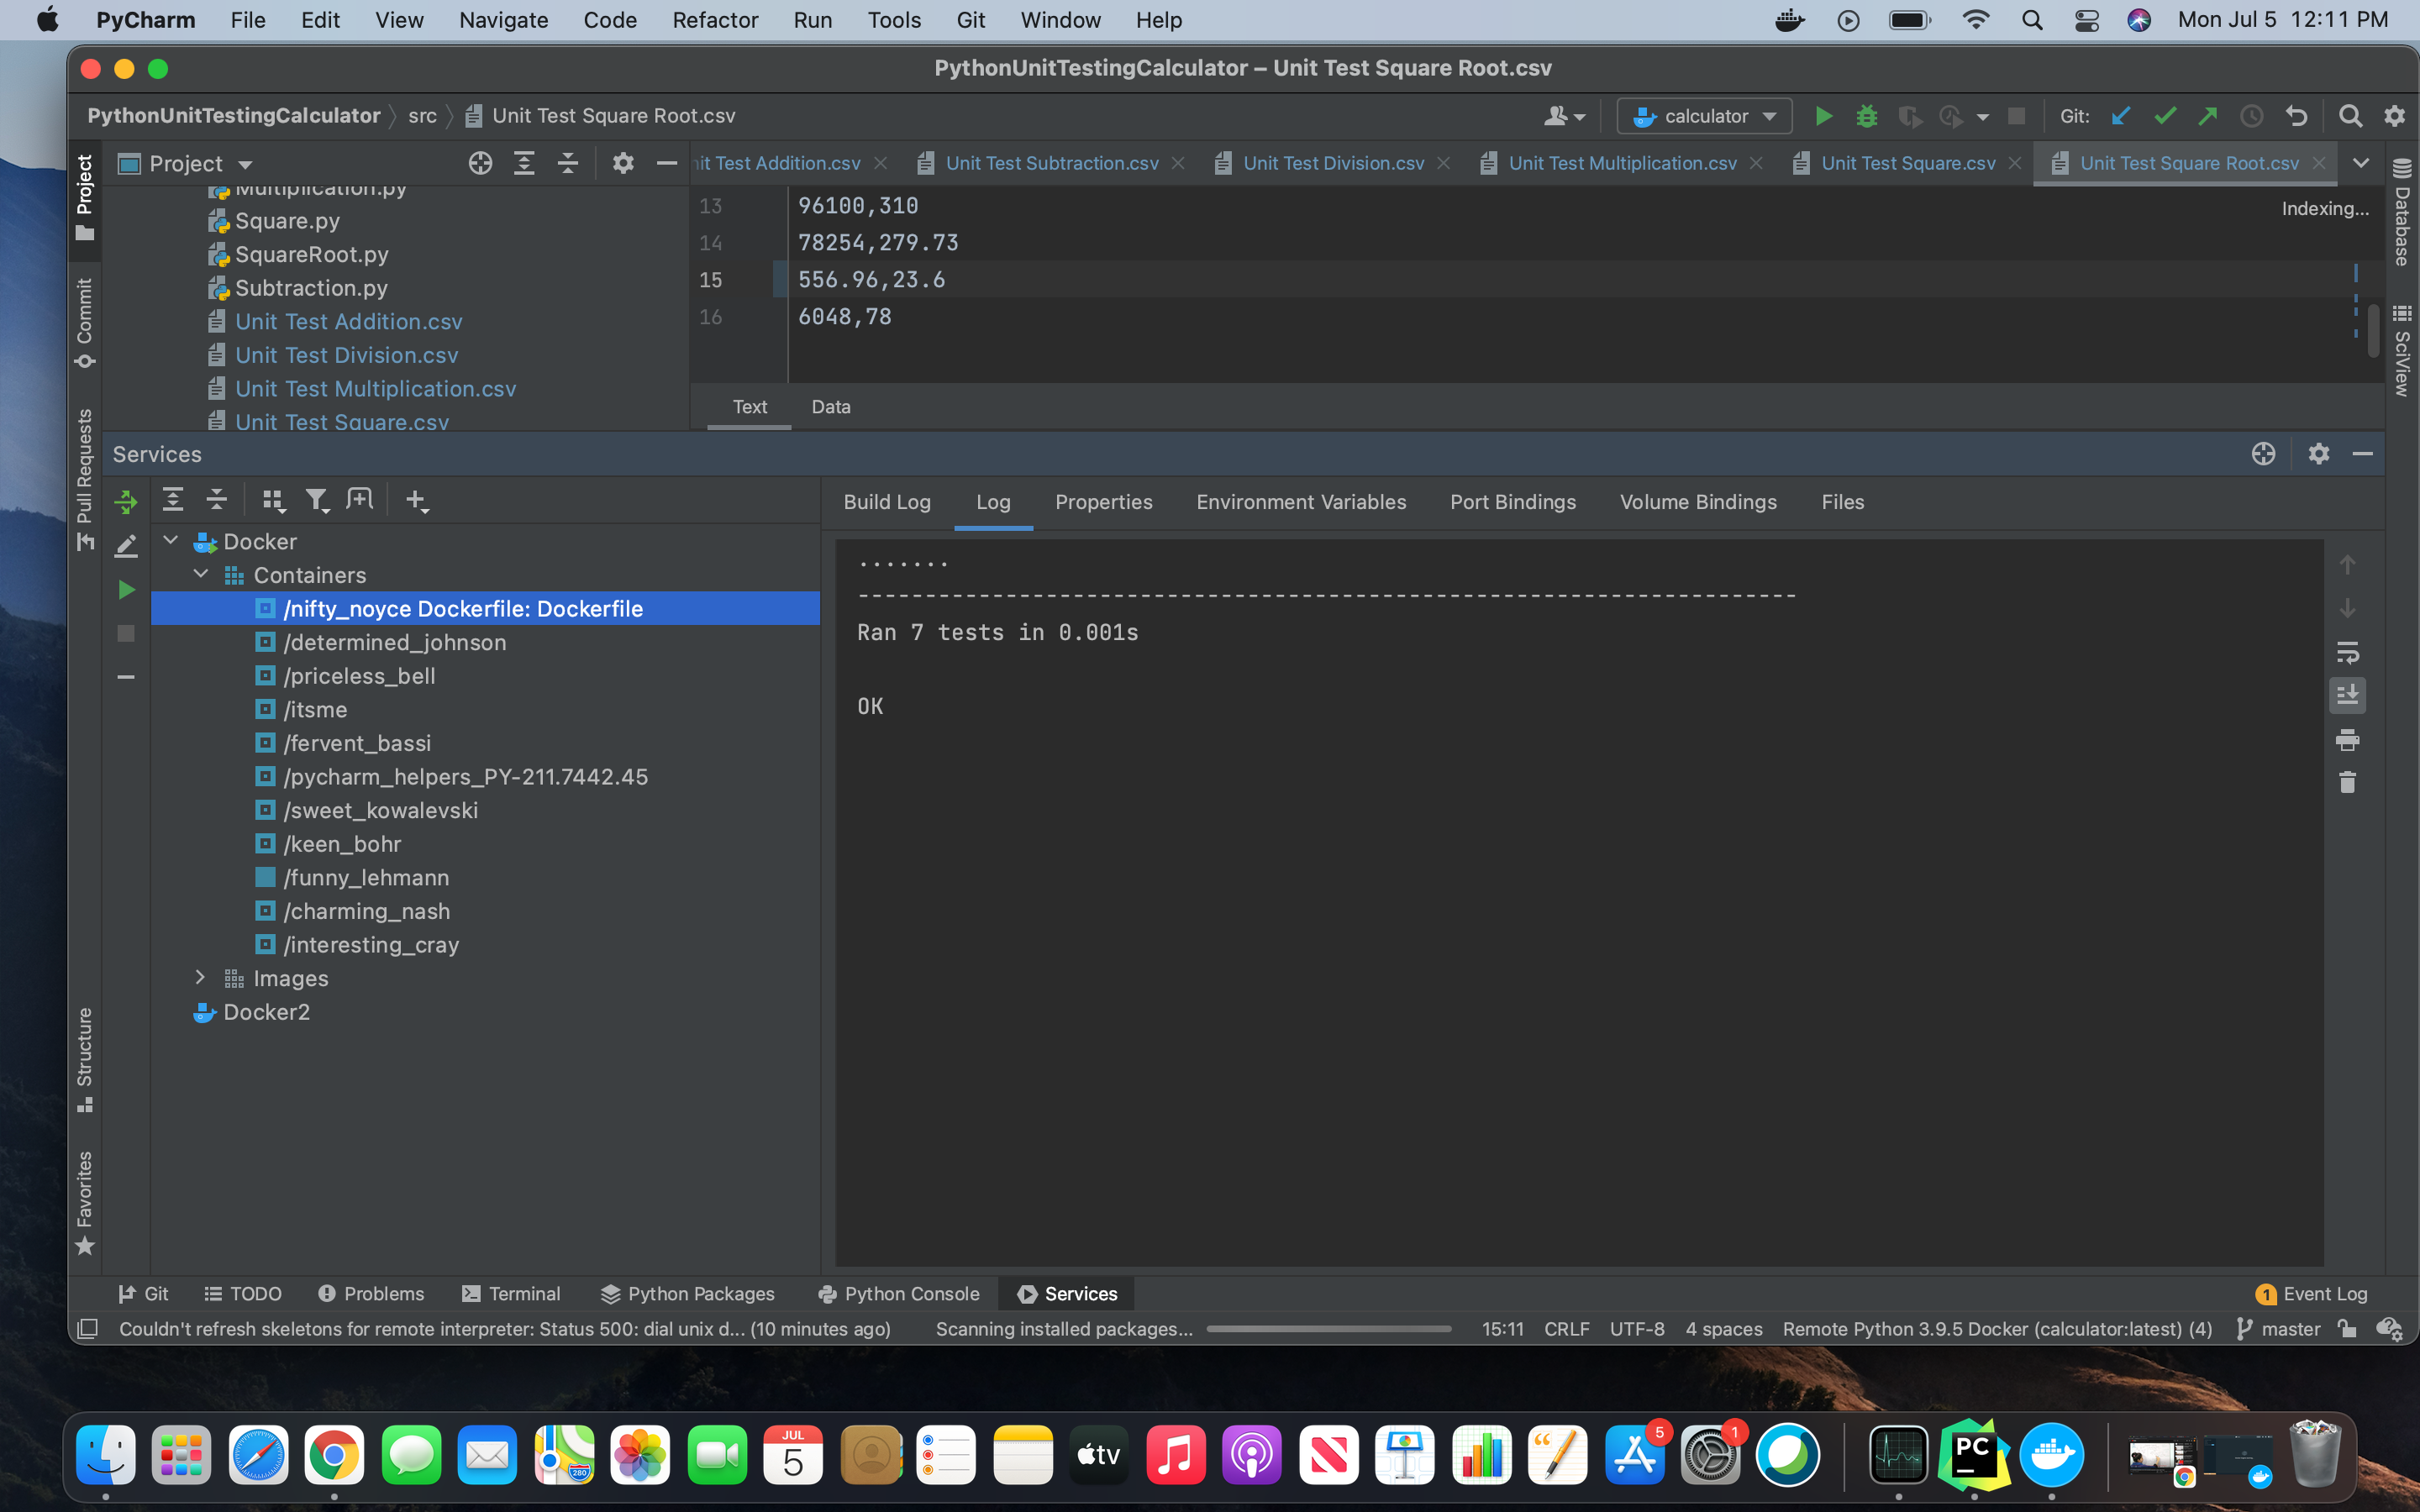 PyCharm File Edit View Navigate Code Refactor Run Tools Git Window Help Mon Jul 5 12:11 PM
PythonUnitTestingCalculator – Unit Test Square Root.csv
PythonUnitTestingCalculator src Unit Test Square Root.csv calculator Git:
Project
Project
Commit
Pull Requests
Structure
Favorites
Multiplication.py
Square.py
SquareRoot.py
Subtraction.py
Unit Test Addition.csv
Unit Test Division.csv
Unit Test Multiplication.csv
Unit Test Square.csv
nit Test Addition.csv Unit Test Subtraction.csv Unit Test Division.csv Unit Test Multiplication.csv Unit Test Square.csv Unit Test Square Root.csv
13 96100,310
14 78254,279.73
15 556.96,23.6
16 6048,78
Indexing...
Database
SciView
Text Data
Services
Build Log Log Properties Environment Variables Port Bindings Volume Bindings Files
Docker
Containers
/nifty_noyce Dockerfile: Dockerfile
/determined_johnson
/priceless_bell
/itsme
/fervent_bassi
/pycharm_helpers_PY-211.7442.45
/sweet_kowalevski
/keen_bohr
/funny_lehmann
/charming_nash
/interesting_cray
Images
Docker2
.......
----------------------------------------------------------------------
Ran 7 tests in 0.001s
OK
Git TODO Problems Terminal Python Packages Python Console Services 1 Event Log
Couldn't refresh skeletons for remote interpreter: Status 500: dial unix d... (10 minutes ago) Scanning installed packages... 15:11 CRLF UTF-8 4 spaces Remote Python 3.9.5 Docker (calculator:latest) (4) master
280
JUL
5
tv
5
1
PC